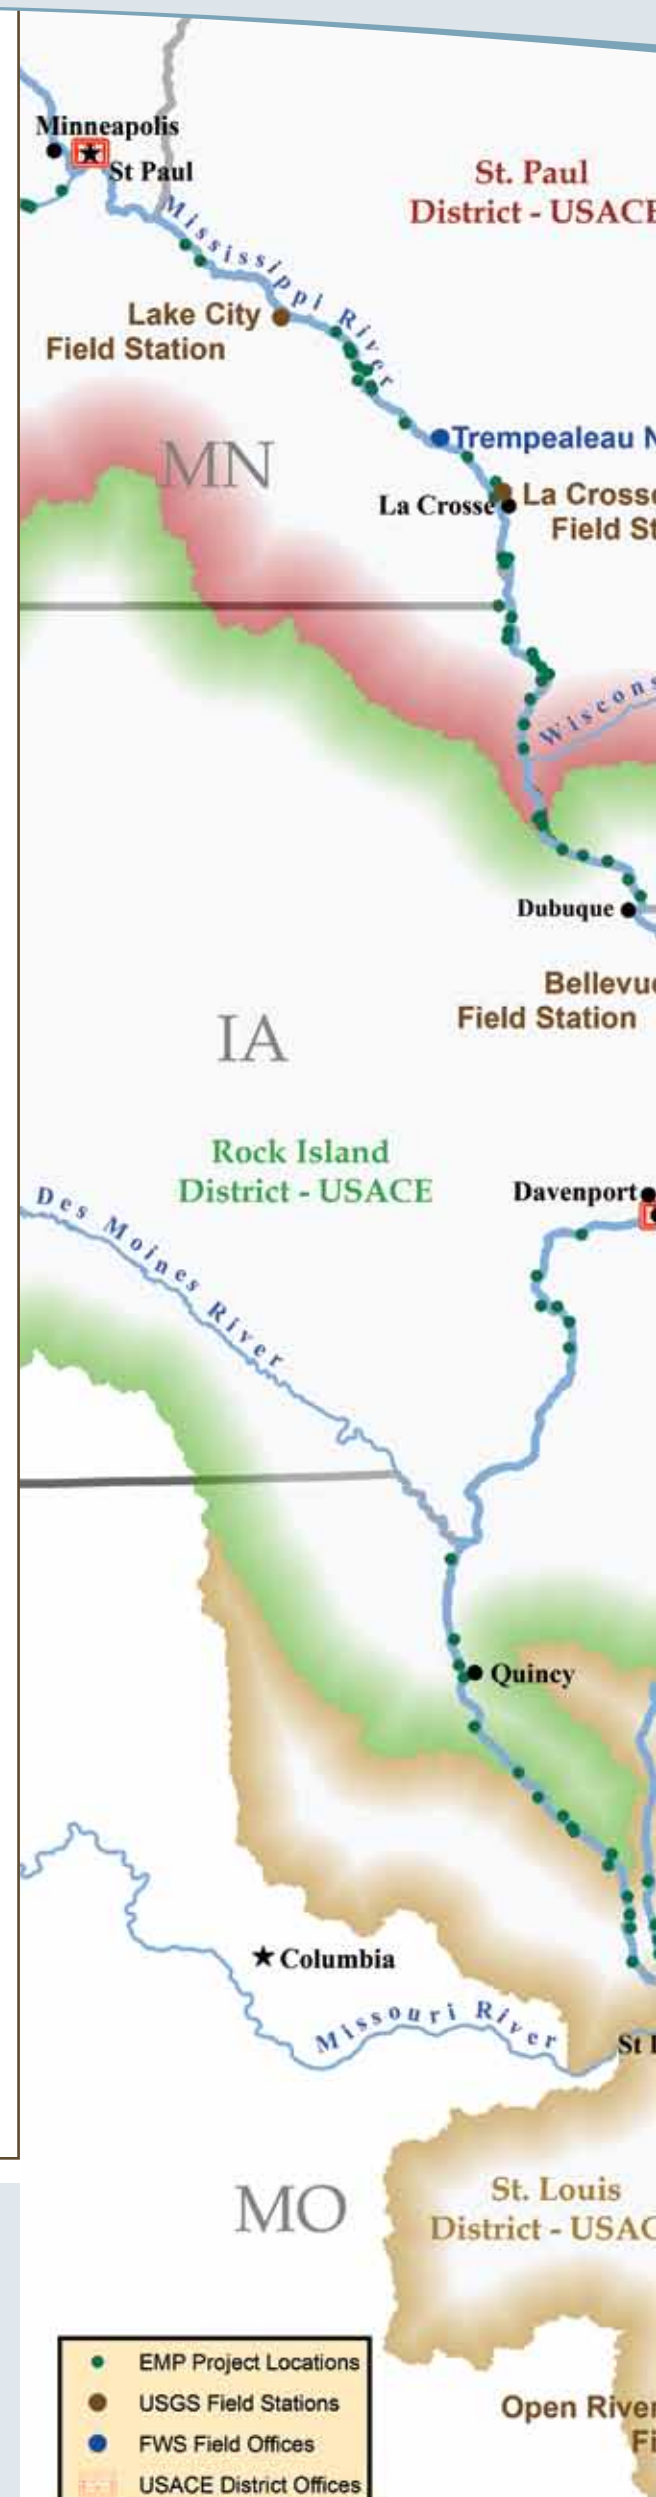 Minneapolis
St Paul
St. Paul
District - USACE
Mississippi River
Lake City
Field Station
MN
Trempealeau N
La Crosse
La Crosse
Field St
Wiscons
Dubuque
Bellevue
Field Station
IA
Rock Island
District - USACE
Davenport
Des Moines River
Quincy
Columbia
Missouri River
St
MO
St. Louis
District - USAC
EMP Project Locations
USGS Field Stations
Open River
Fi
FWS Field Offices
USACE District Offices